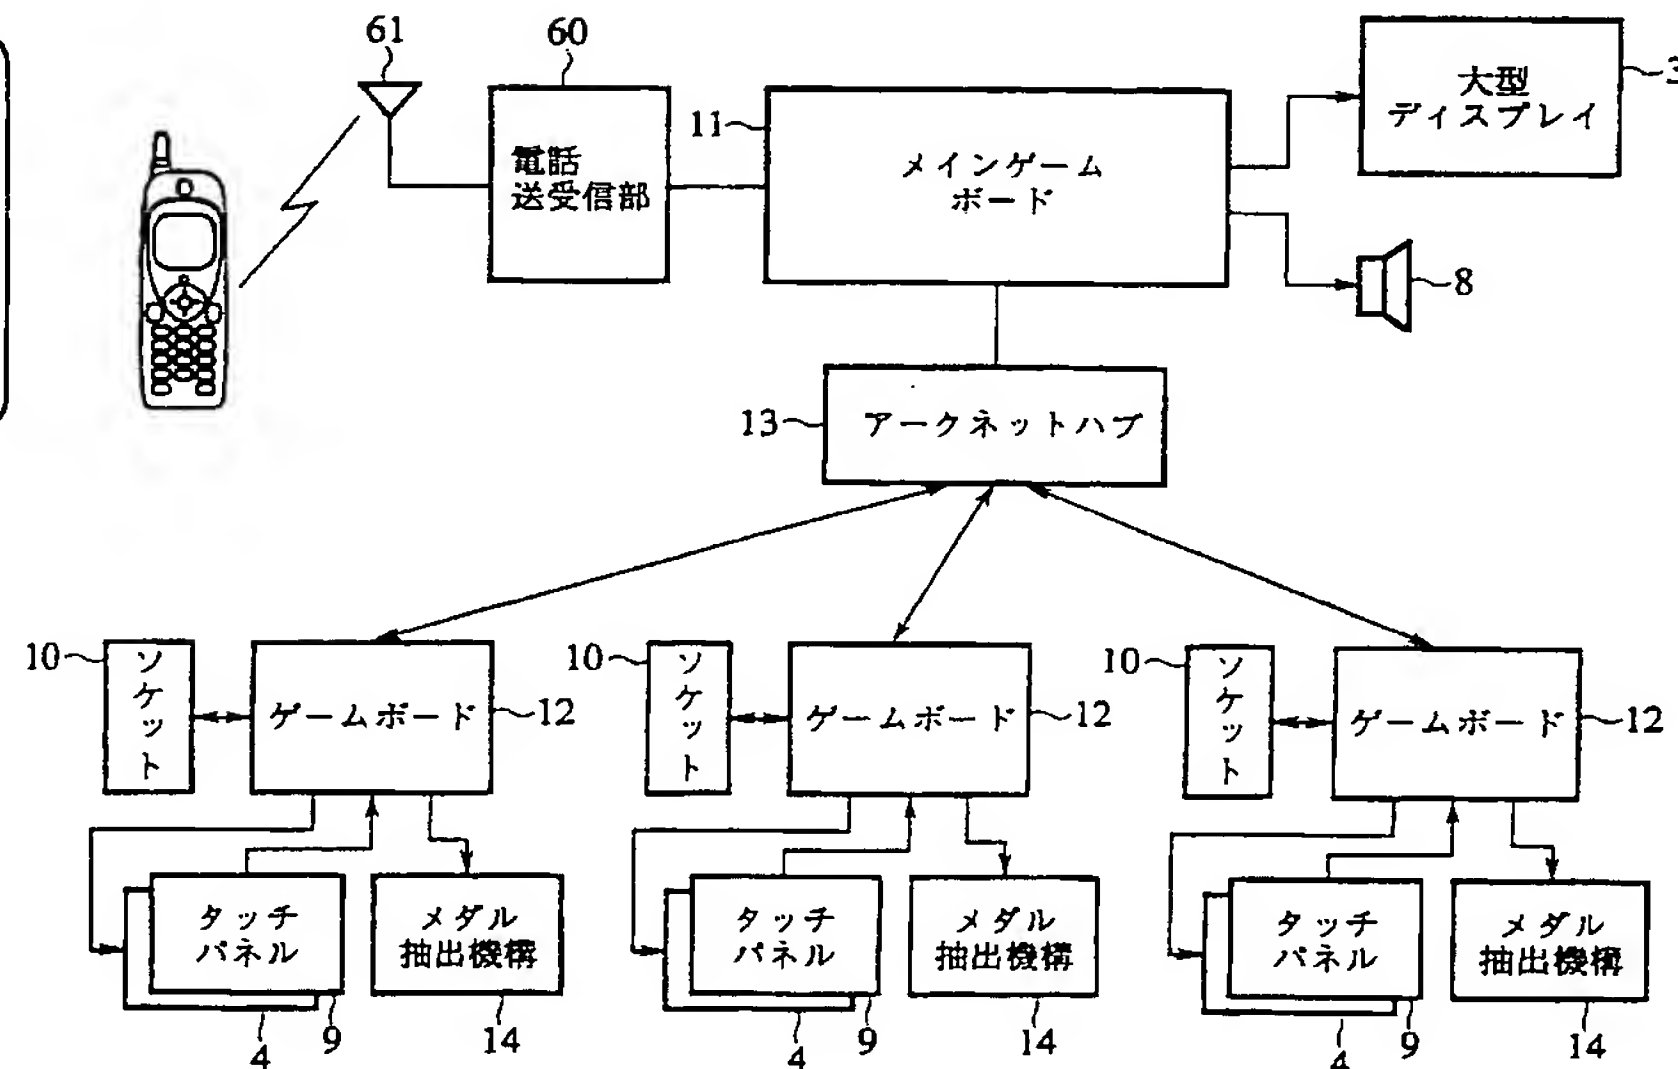 61
60
電話
送受信部
11
メインゲーム
ボード
大型
ディスプレイ
3
8
13
アークネットハブ
10
ソケット
ゲームボード
12
10
ソケット
ゲームボード
12
10
ソケット
ゲームボード
12
タッチ
パネル
メダル
抽出機構
4
9
14
タッチ
パネル
メダル
抽出機構
4
9
14
タッチ
パネル
メダル
抽出機構
4
9
14